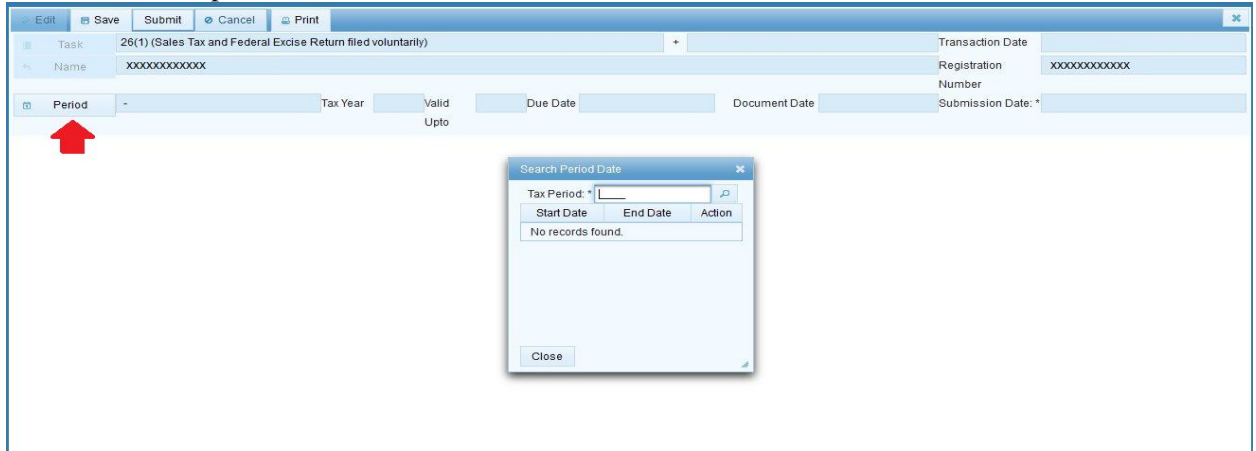 Edit Save Submit Cancel Print
Task 26(1) (Sales Tax and Federal Excise Return filed voluntarily) + Transaction Date
Name XXXXXXXXXXXX Registration Number XXXXXXXXXXXX
Period - Tax Year Valid Upto Due Date Document Date Submission Date: *
Search Period Date
Tax Period: *
Start Date End Date Action
No records found.
Close